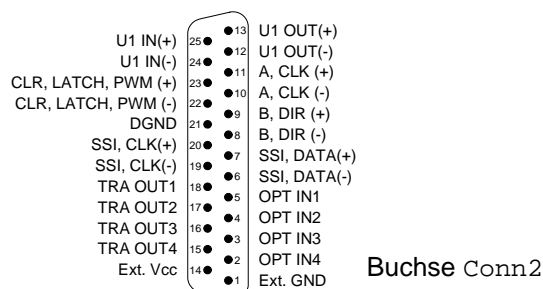 13 U1 OUT(+)
U1 IN(+) 25
12 U1 OUT(-)
U1 IN(-) 24
11 A, CLK (+)
CLR, LATCH, PWM (+) 23
10 A, CLK (-)
CLR, LATCH, PWM (-) 22
9 B, DIR (+)
DGND 21
8 B, DIR (-)
SSI, CLK(+) 20
7 SSI, DATA(+)
SSI, CLK(-) 19
6 SSI, DATA(-)
TRA OUT1 18
5 OPT IN1
TRA OUT2 17
4 OPT IN2
TRA OUT3 16
3 OPT IN3
TRA OUT4 15
2 OPT IN4
Ext. Vcc 14
1 Ext. GND
Buchse Conn2